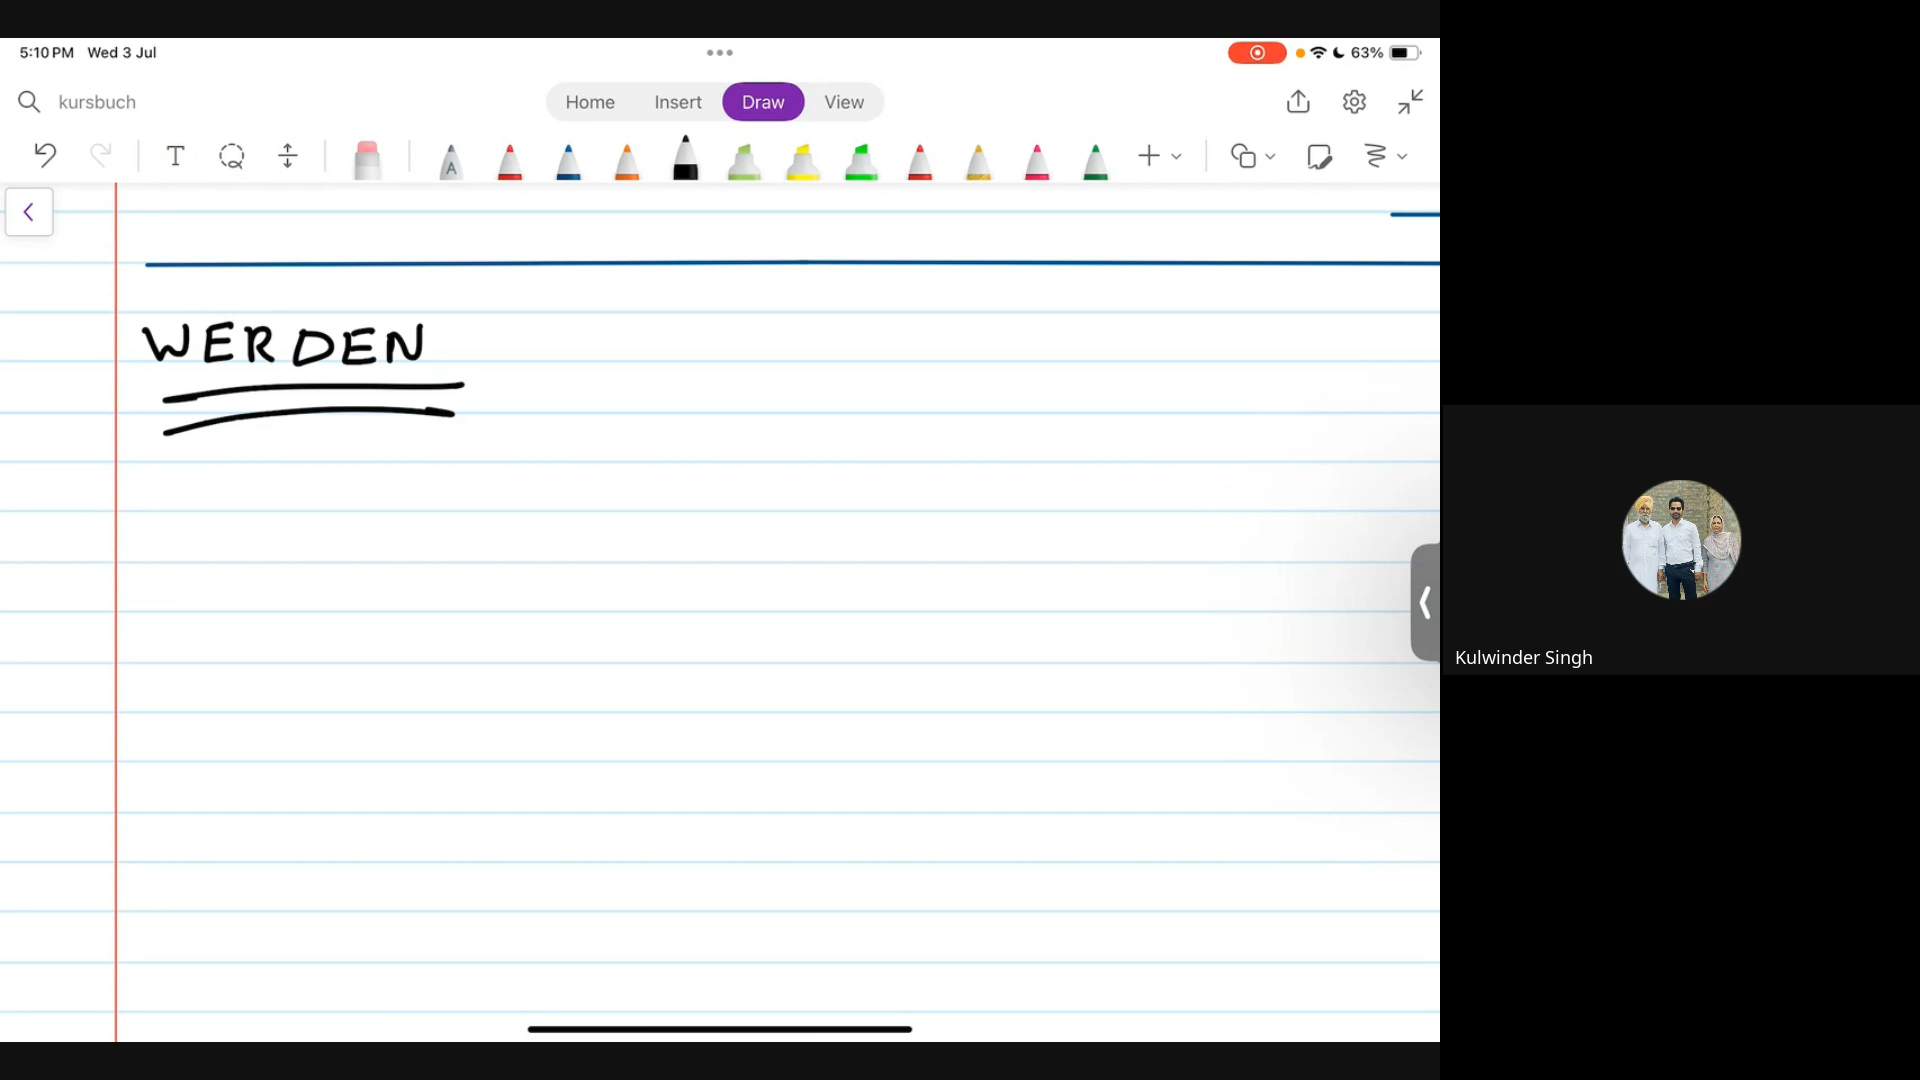 5:10 PM Wed 3 Jul
63%
kursbuch
Home Insert Draw View
T
A
WERDEN
Kulwinder Singh